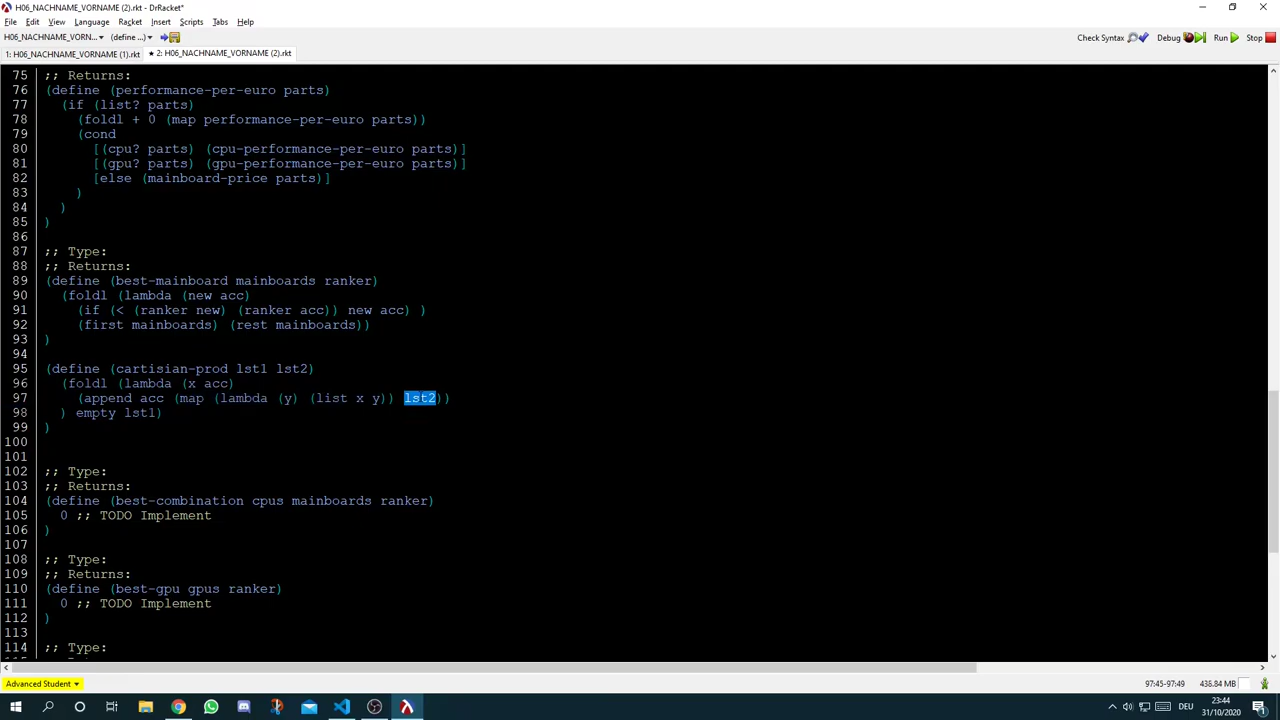 H06_NACHNAME_VORNAME (2).rkt - DrRacket*
File Edit View Language Racket Insert Scripts Tabs Help
H06_NACHNAME_VORN... (define ...) Check Syntax Debug Run Stop
1: H06_NACHNAME_VORNAME (1).rkt ★ 2: H06_NACHNAME_VORNAME (2).rkt
75 ;; Returns:
76 (define (performance-per-euro parts)
77 (if (list? parts)
78 (foldl + 0 (map performance-per-euro parts))
79 (cond
80 [(cpu? parts) (cpu-performance-per-euro parts)]
81 [(gpu? parts) (gpu-performance-per-euro parts)]
82 [else (mainboard-price parts)]
83 )
84 )
85 )
86
87 ;; Type:
88 ;; Returns:
89 (define (best-mainboard mainboards ranker)
90 (foldl (lambda (new acc)
91 (if (< (ranker new) (ranker acc)) new acc) )
92 (first mainboards) (rest mainboards))
93 )
94
95 (define (cartisian-prod lst1 lst2)
96 (foldl (lambda (x acc)
97 (append acc (map (lambda (y) (list x y)) lst2))
98 ) empty lst1)
99 )
100
101
102 ;; Type:
103 ;; Returns:
104 (define (best-combination cpus mainboards ranker)
105 0 ;; TODO Implement
106 )
107
108 ;; Type:
109 ;; Returns:
110 (define (best-gpu gpus ranker)
111 0 ;; TODO Implement
112 )
113
114 ;; Type:
Advanced Student 97:45-97:49 438.84 MB
DEU 23:44
31/10/2020